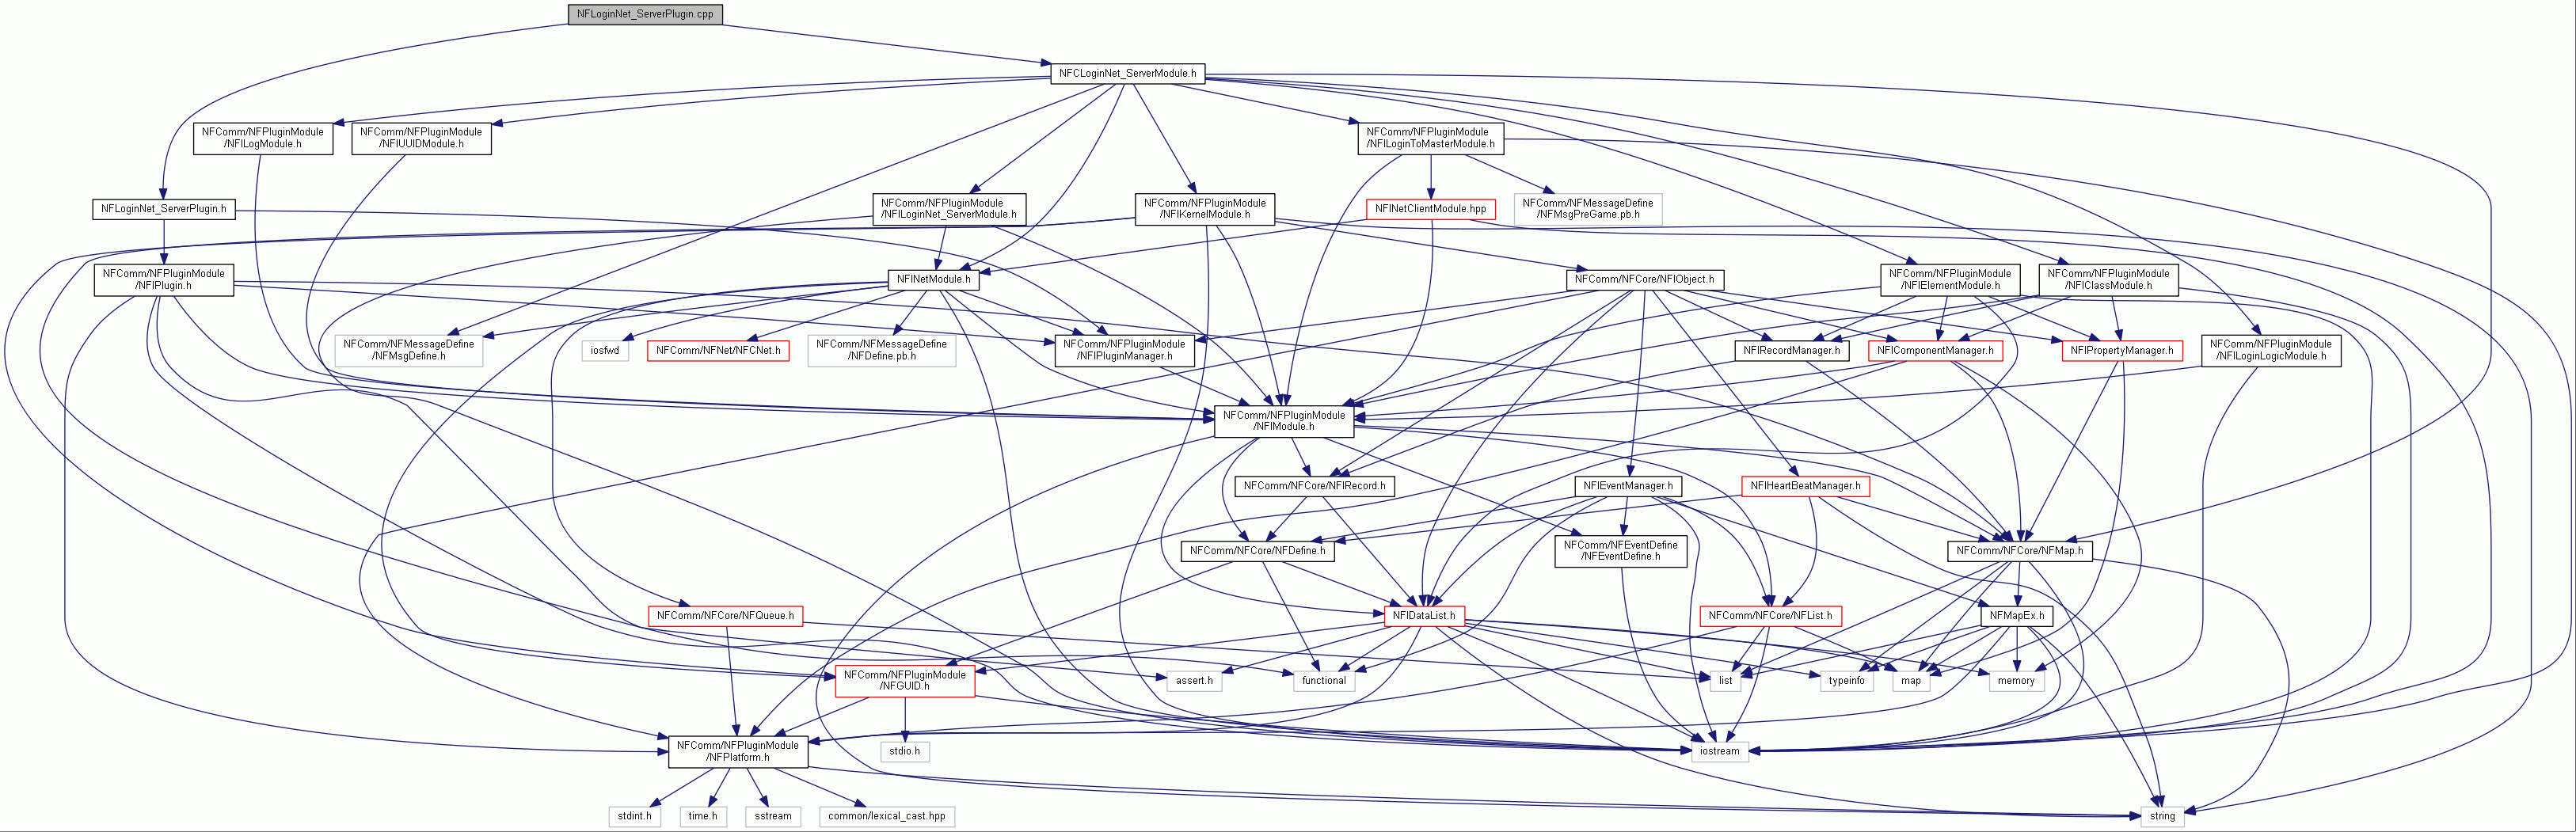 NFLoginNet_ServerPlugin.cpp
NFCLoginNet_ServerModule.h
NFComm/NFPluginModule
/NFILogModule.h
NFComm/NFPluginModule
/NFIUUIDModule.h
NFComm/NFPluginModule
/NFILoginToMasterModule.h
NFLoginNet_ServerPlugin.h
NFComm/NFPluginModule
/NFILoginNet_ServerModule.h
NFComm/NFPluginModule
/NFIKernelModule.h
NFINetClientModule.hpp
NFComm/NFMessageDefine
/NFMsgPreGame.pb.h
NFComm/NFPluginModule
/NFIPlugin.h
NFINetModule.h
NFComm/NFCore/NFIObject.h
NFComm/NFPluginModule
/NFIElementModule.h
NFComm/NFPluginModule
/NFIClassModule.h
NFComm/NFMessageDefine
/NFMsgDefine.h
iosfwd
NFComm/NFNet/NFCNet.h
NFComm/NFMessageDefine
/NFDefine.pb.h
NFComm/NFPluginModule
/NFIPluginManager.h
NFIRecordManager.h
NFIComponentManager.h
NFIPropertyManager.h
NFComm/NFPluginModule
/NFILoginLogicModule.h
NFComm/NFPluginModule
/NFIModule.h
NFComm/NFCore/NFIRecord.h
NFIEventManager.h
NFIHeartBeatManager.h
NFComm/NFCore/NFDefine.h
NFComm/NFEventDefine
/NFEventDefine.h
NFComm/NFCore/NFMap.h
NFComm/NFCore/NFQueue.h
NFIDataList.h
NFComm/NFCore/NFList.h
NFMapEx.h
NFComm/NFPluginModule
/NFGUID.h
assert.h
functional
list
typeinfo
map
memory
NFComm/NFPluginModule
/NFPlatform.h
stdio.h
iostream
stdint.h
time.h
sstream
common/lexical_cast.hpp
string